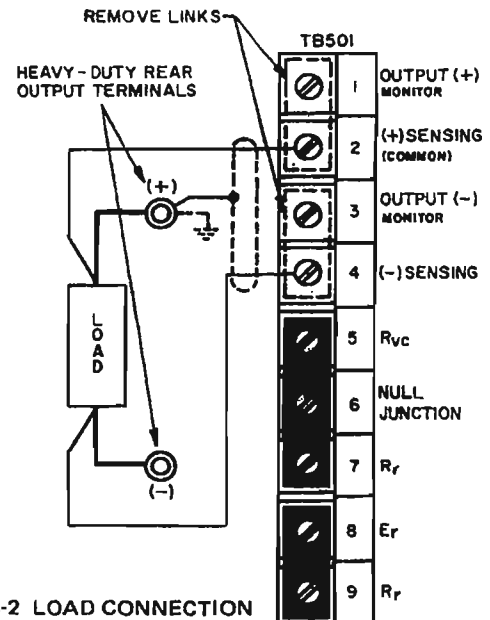 REMOVE LINKS
TB501
HEAVY-DUTY REAR
OUTPUT TERMINALS
1 OUTPUT (+)
MONITOR
2 (+) SENSING
(COMMON)
(+)
3 OUTPUT (-)
MONITOR
4 (-) SENSING
LOAD
5 Rvc
6 NULL
JUNCTION
7 Rr
(-)
8 Er
9 Rr
-2 LOAD CONNECTION